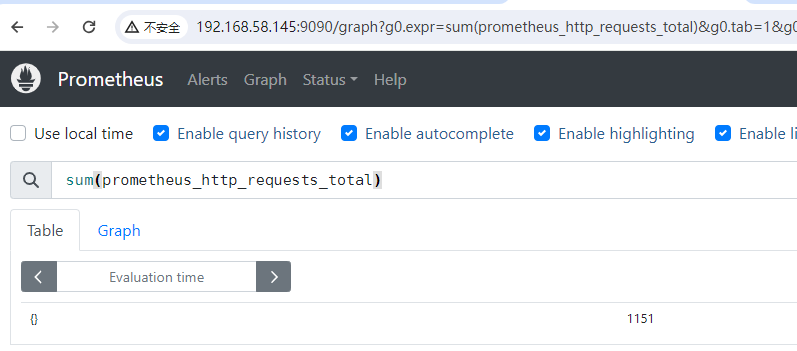 不安全 192.168.58.145:9090/graph?g0.expr=sum(prometheus_http_requests_total)&g0.tab=1&g0
Prometheus Alerts Graph Status Help
Use local time Enable query history Enable autocomplete Enable highlighting Enable li
sum(prometheus_http_requests_total)
Table Graph
Evaluation time
{} 1151